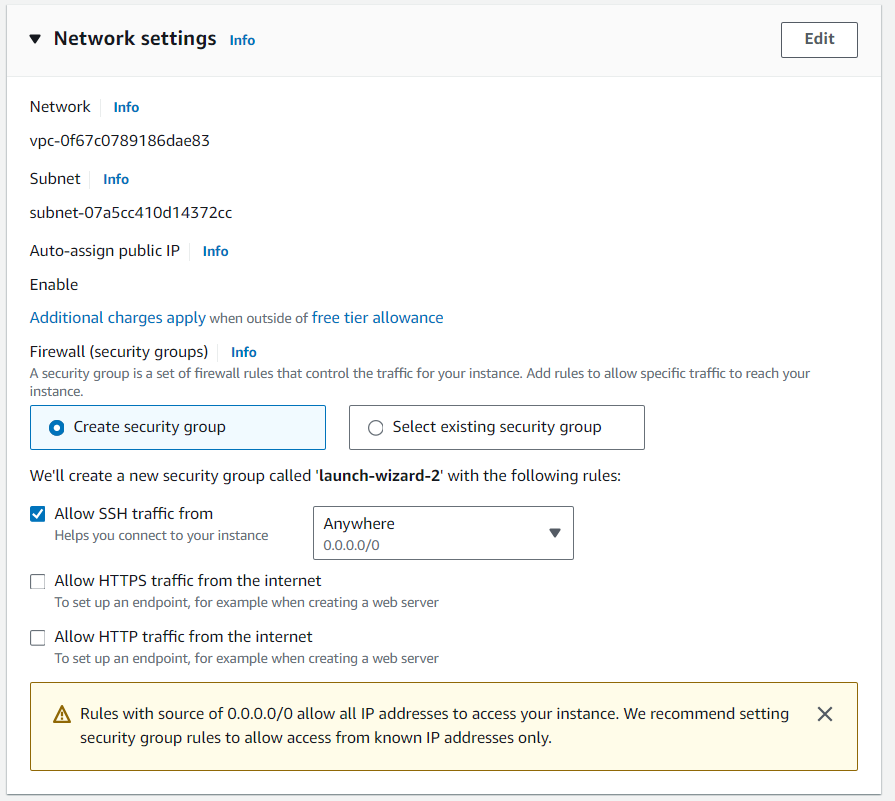 Network settings Info Edit
Network Info
vpc-0f67c0789186dae83
Subnet Info
subnet-07a5cc410d14372cc
Auto-assign public IP Info
Enable
Additional charges apply when outside of free tier allowance
Firewall (security groups) Info
A security group is a set of firewall rules that control the traffic for your instance. Add rules to allow specific traffic to reach your
instance.
Create security group Select existing security group
We'll create a new security group called 'launch-wizard-2' with the following rules:
Allow SSH traffic from
Helps you connect to your instance
Anywhere
0.0.0.0/0
Allow HTTPS traffic from the internet
To set up an endpoint, for example when creating a web server
Allow HTTP traffic from the internet
To set up an endpoint, for example when creating a web server
Rules with source of 0.0.0.0/0 allow all IP addresses to access your instance. We recommend setting
security group rules to allow access from known IP addresses only.